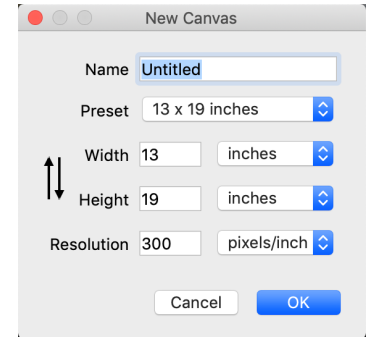 New Canvas
Name Untitled
Preset 13 x 19 inches
Width 13 inches
Height 19 inches
Resolution 300 pixels/inch
Cancel OK